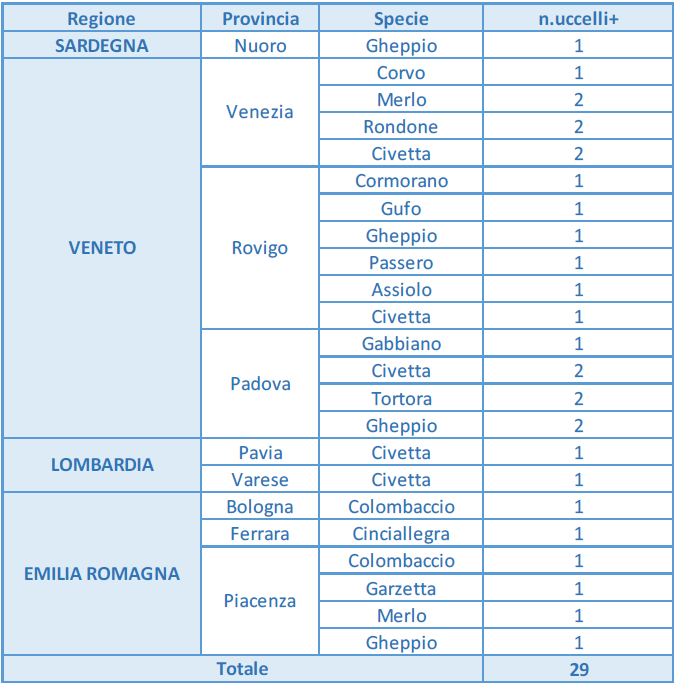 Regione Provincia Specie n.uccelli+
SARDEGNA Nuoro Gheppio 1
VENETO Venezia Corvo 1
Merlo 2
Rondone 2
Civetta 2
Rovigo Cormorano 1
Gufo 1
Gheppio 1
Passero 1
Assiolo 1
Civetta 1
Padova Gabbiano 1
Civetta 2
Tortora 2
Gheppio 2
LOMBARDIA Pavia Civetta 1
Varese Civetta 1
EMILIA ROMAGNA Bologna Colombaccio 1
Ferrara Cinciallegra 1
Piacenza Colombaccio 1
Garzetta 1
Merlo 1
Gheppio 1
Totale 29